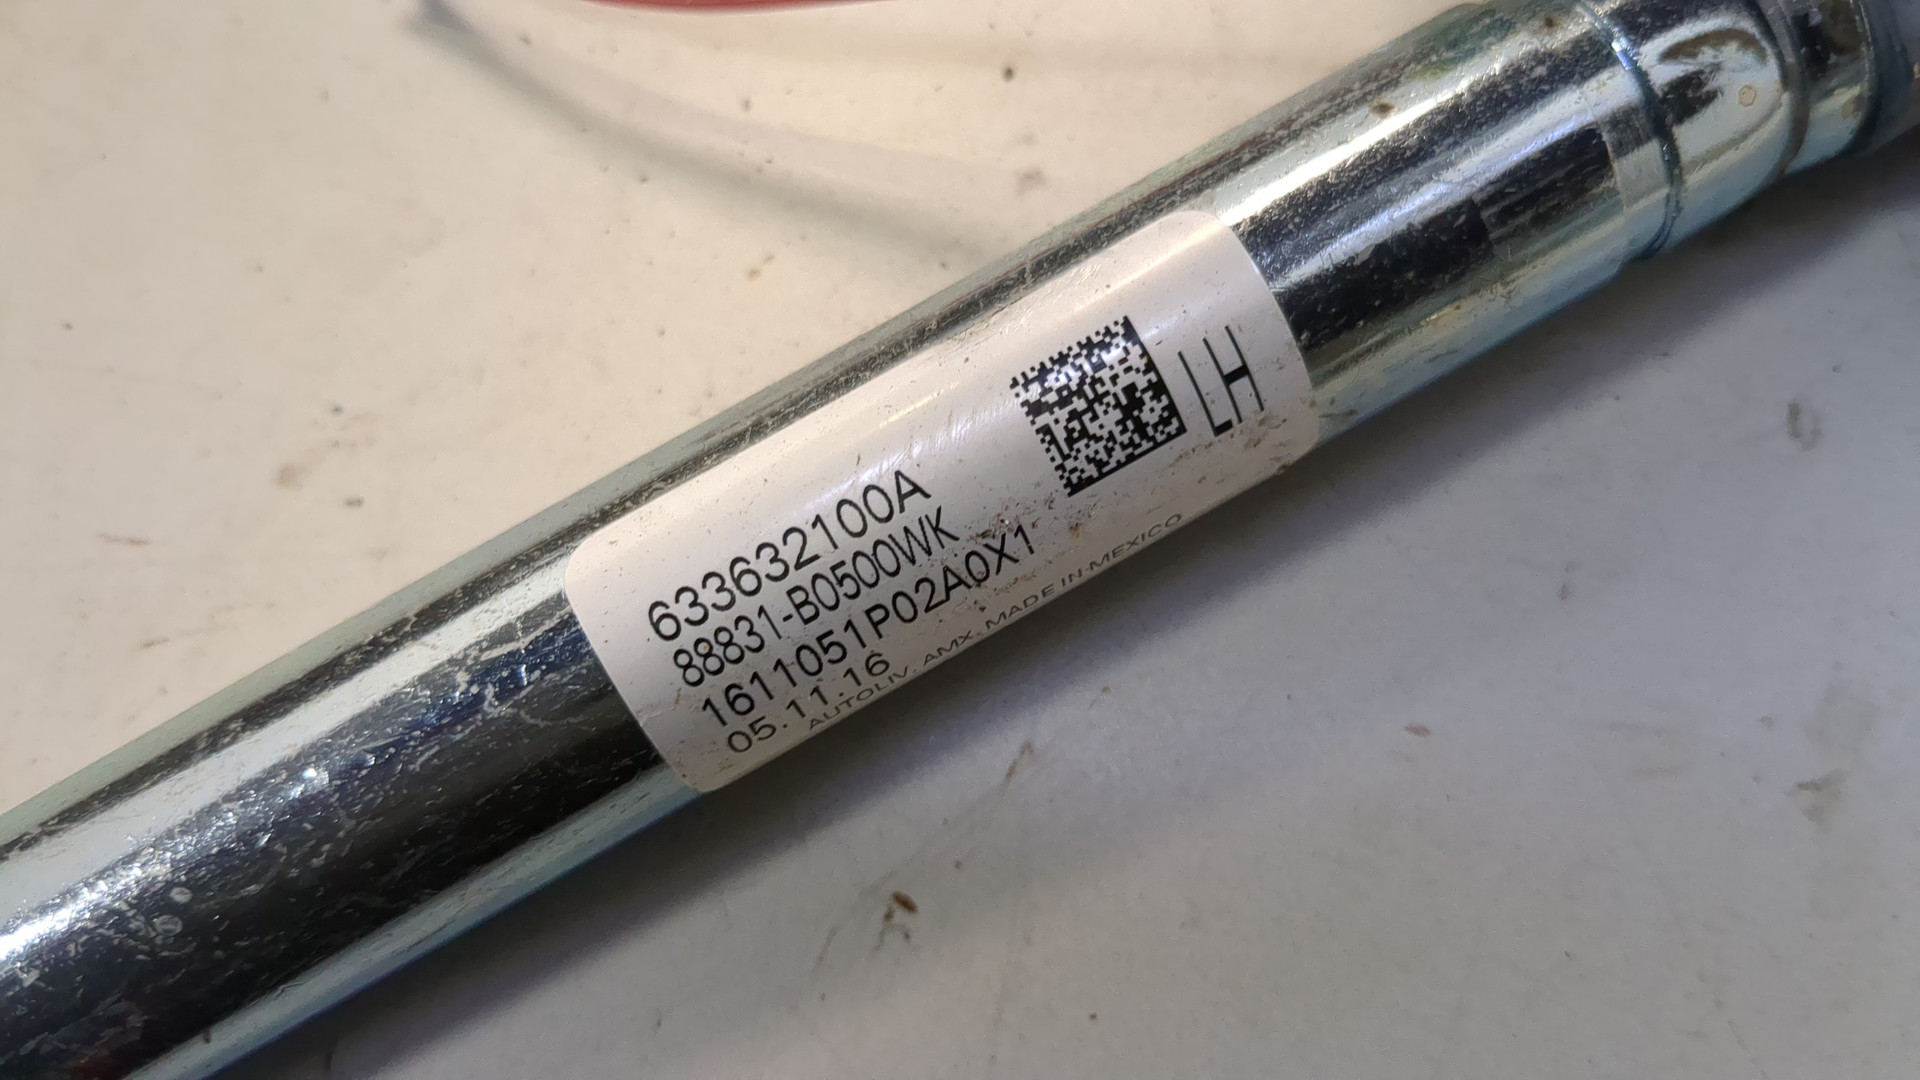 633632100A
88831-B0500WK
1611051P02A0X1
05.11.16
AUTOLIV. AMX. MADE IN MEXICO
LH